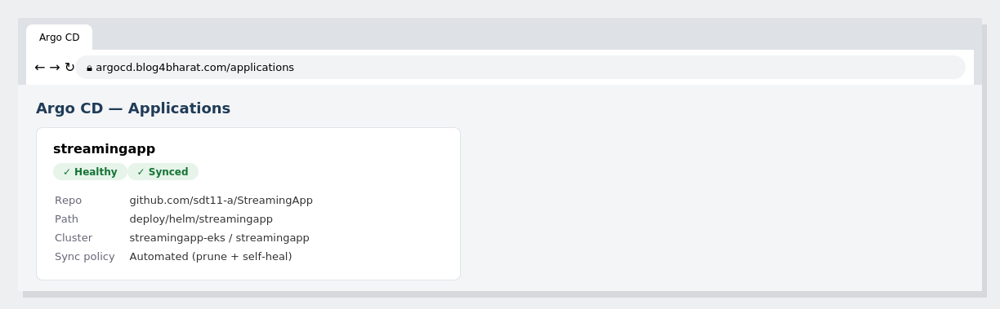 Argo CD
← → ↻ argocd.blog4bharat.com/applications
Argo CD — Applications
streamingapp
✓ Healthy ✓ Synced
Repo github.com/sdt11-a/StreamingApp
Path deploy/helm/streamingapp
Cluster streamingapp-eks / streamingapp
Sync policy Automated (prune + self-heal)